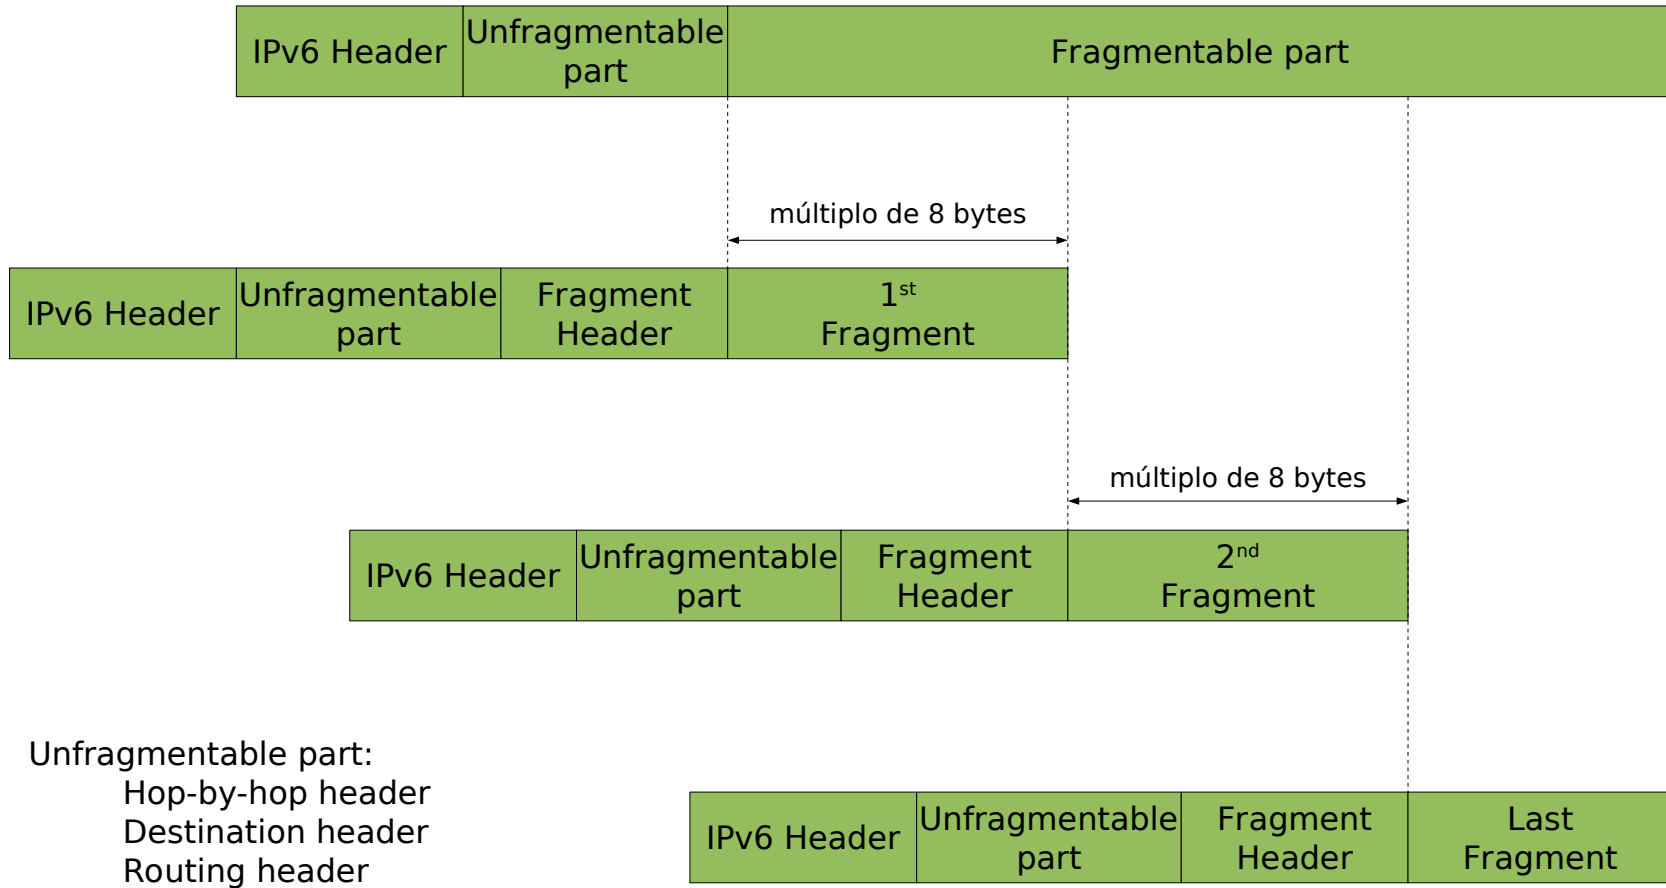 IPv6 Header
Unfragmentable
part
Fragmentable part
múltiplo de 8 bytes
IPv6 Header
Unfragmentable
part
Fragment
Header
1st
Fragment
múltiplo de 8 bytes
IPv6 Header
Unfragmentable
part
Fragment
Header
2nd
Fragment
Unfragmentable part:
Hop-by-hop header
Destination header
Routing header
IPv6 Header
Unfragmentable
part
Fragment
Header
Last
Fragment